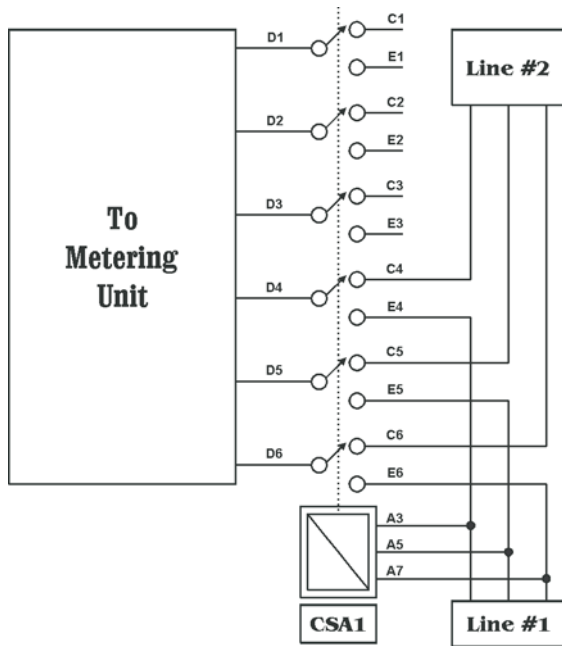 C1
D1
E1
Line #2
C2
D2
E2
C3
D3
E3
To
Metering
Unit
C4
D4
E4
C5
D5
E5
C6
D6
E6
A3
A5
A7
CSA1
Line #1